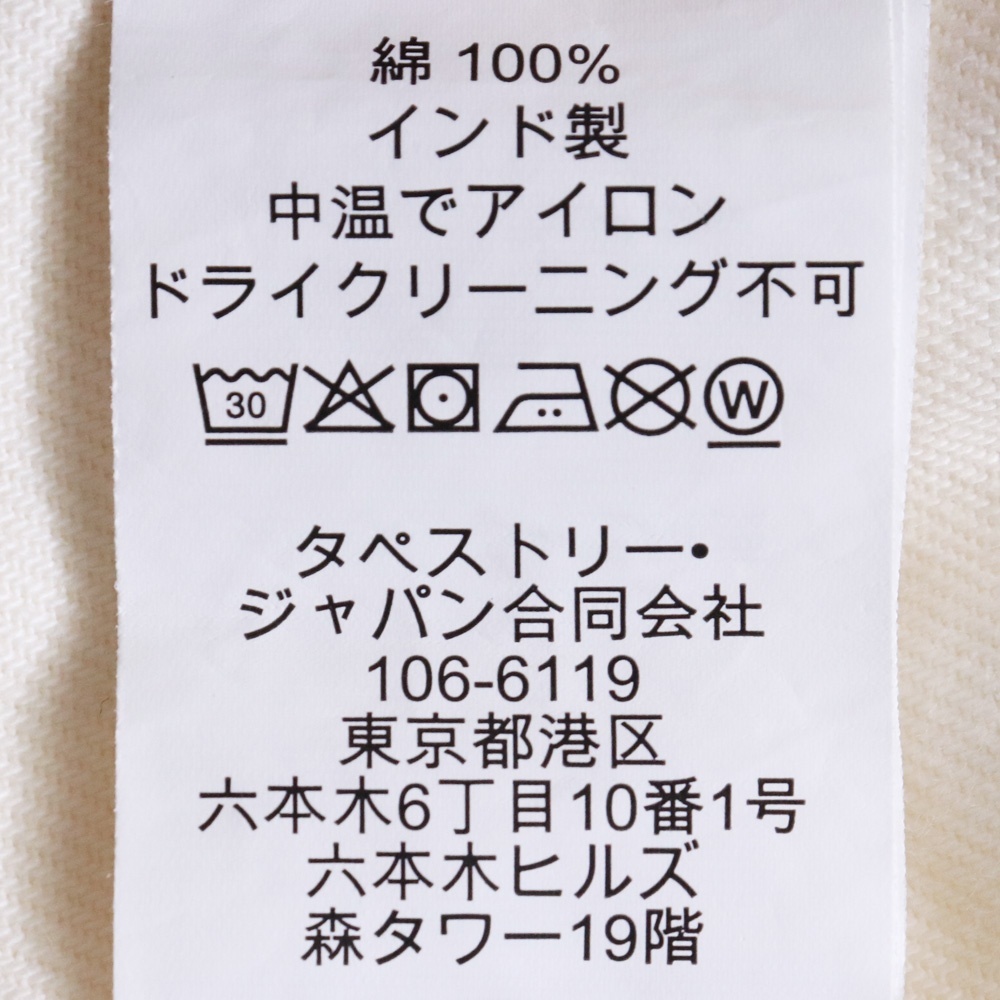 綿 100%
インド製
中温でアイロン
ドライクリーニング不可
30 W
タペストリー•
ジャパン合同会社
106-6119
東京都港区
六本木6丁目10番1号
六本木ヒルズ
森タワー19階